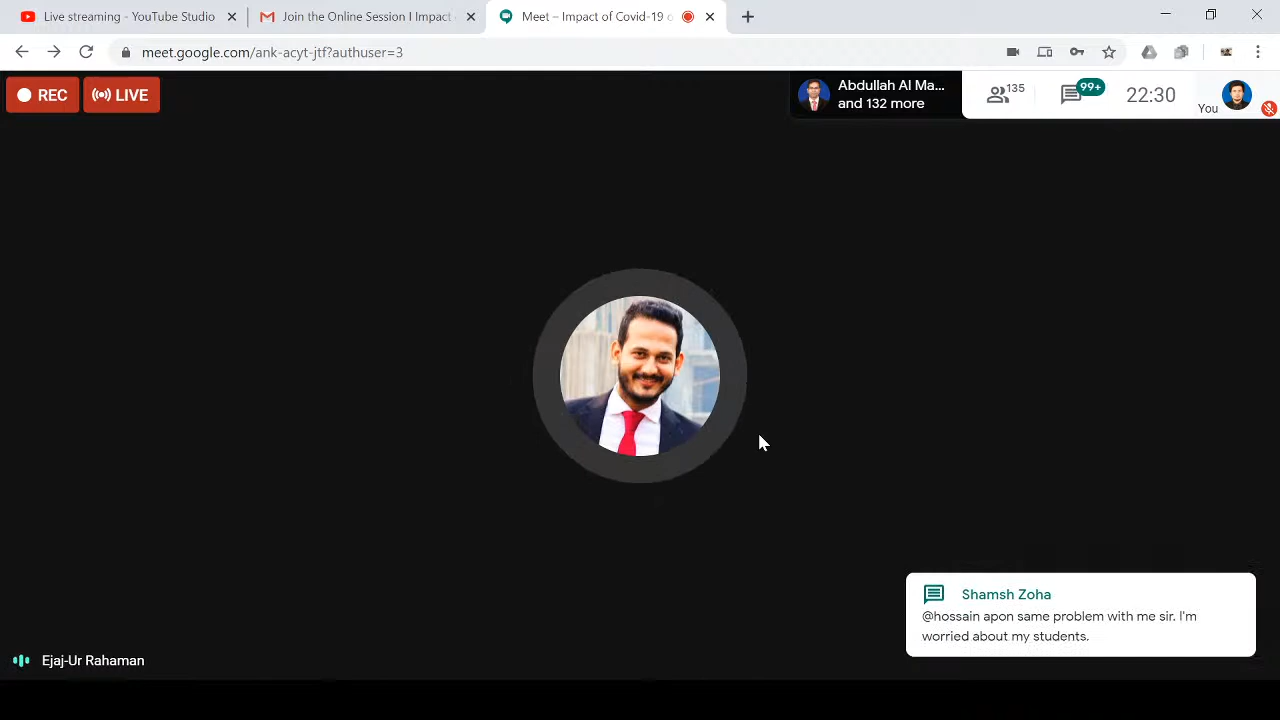 Live streaming - YouTube Studio
Join the Online Session I Impact
Meet – Impact of Covid-19 o
meet.google.com/ank-acyt-jtf?authuser=3
REC
LIVE
Abdullah Al Ma...
and 132 more
135
99+
22:30
You
Shamsh Zoha
@hossain apon same problem with me sir. I'm
worried about my students.
Ejaj-Ur Rahaman